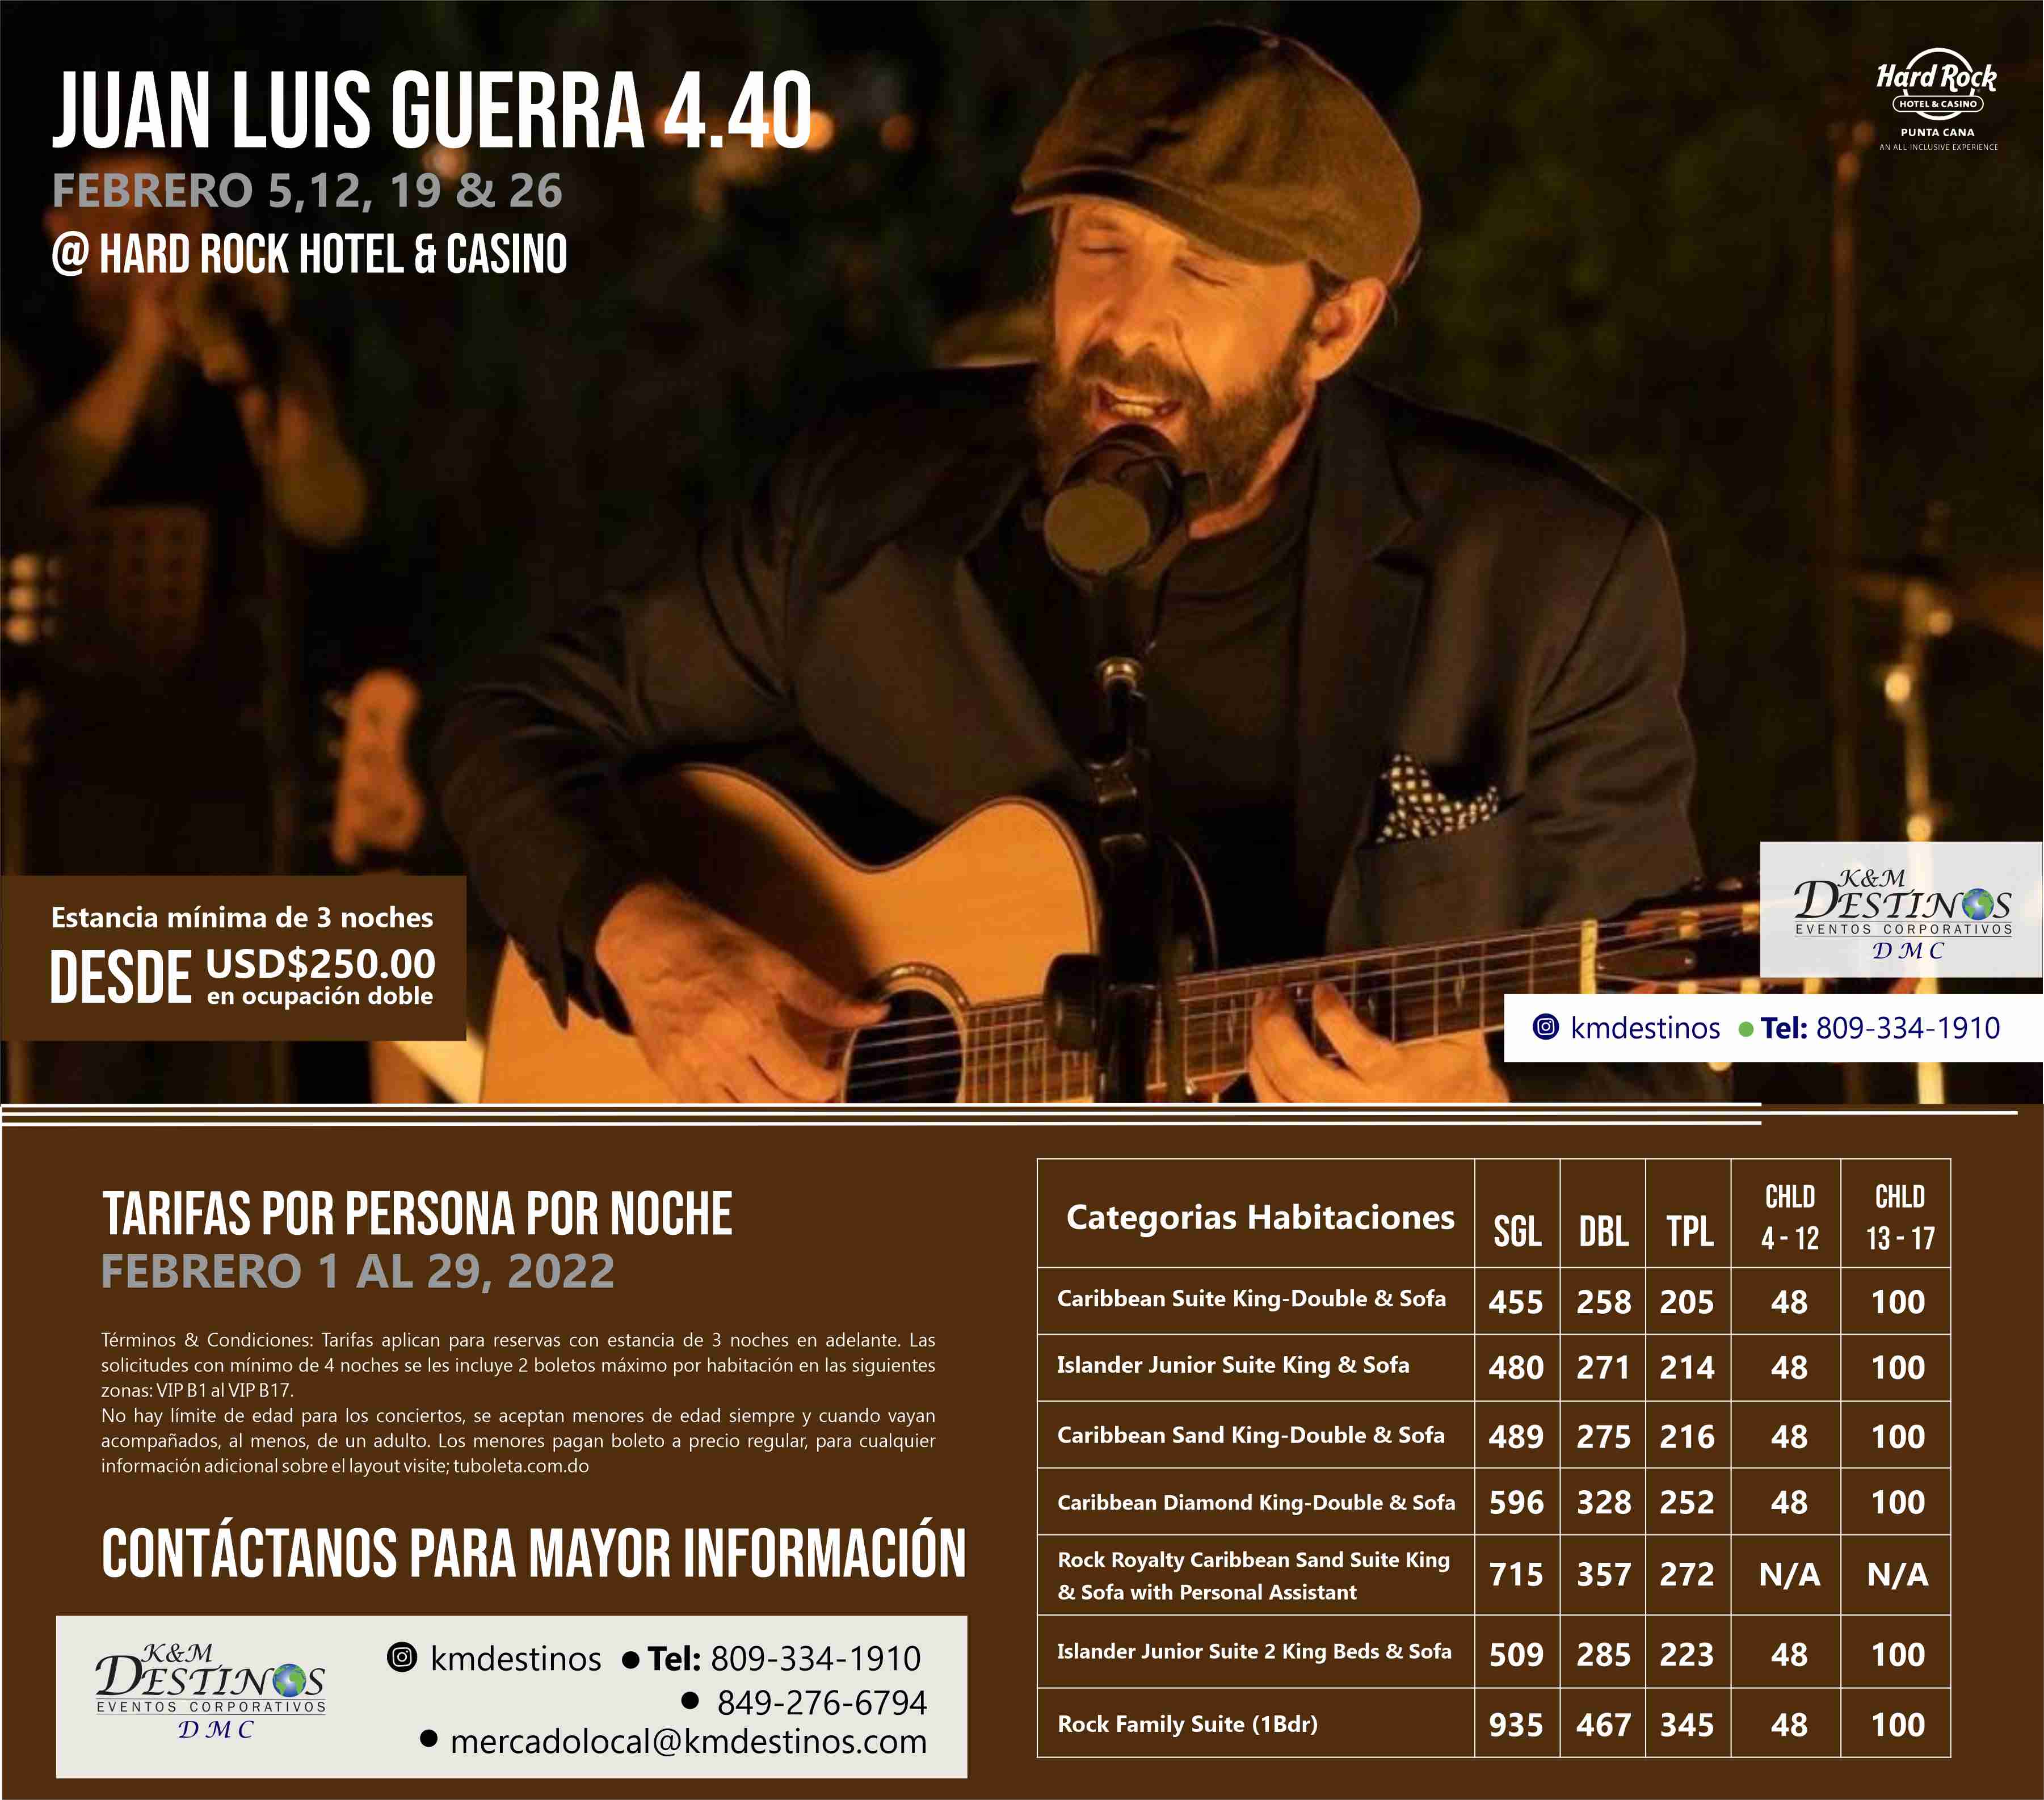 JUAN LUIS GUERRA 4.40
FEBRERO 5,12, 19 & 26
@ HARD ROCK HOTEL & CASINO
Hard Rock
HOTEL & CASINO
PUNTA CANA
AN ALL-INCLUSIVE EXPERIENCE
Estancia mínima de 3 noches
DESDE USD$250.00
en ocupación doble
K&M
DESTINOS
EVENTOS CORPORATIVOS
DMC
kmdestinos • Tel: 809-334-1910
TARIFAS POR PERSONA POR NOCHE
FEBRERO 1 AL 29, 2022
Términos & Condiciones: Tarifas aplican para reservas con estancia de 3 noches en adelante. Las
solicitudes con mínimo de 4 noches se les incluye 2 boletos máximo por habitación en las siguientes
zonas: VIP B1 al VIP B17.
No hay límite de edad para los conciertos, se aceptan menores de edad siempre y cuando vayan
acompañados, al menos, de un adulto. Los menores pagan boleto a precio regular, para cualquier
información adicional sobre el layout visite; tuboleta.com.do
CONTÁCTANOS PARA MAYOR INFORMACIÓN
K&M
DESTINOS
EVENTOS CORPORATIVOS
DMC
kmdestinos • Tel: 809-334-1910
• 849-276-6794
• mercadolocal@kmdestinos.com
Categorias Habitaciones SGL DBL TPL CHLD 4 - 12 CHLD 13 - 17
Caribbean Suite King-Double & Sofa 455 258 205 48 100
Islander Junior Suite King & Sofa 480 271 214 48 100
Caribbean Sand King-Double & Sofa 489 275 216 48 100
Caribbean Diamond King-Double & Sofa 596 328 252 48 100
Rock Royalty Caribbean Sand Suite King
& Sofa with Personal Assistant 715 357 272 N/A N/A
Islander Junior Suite 2 King Beds & Sofa 509 285 223 48 100
Rock Family Suite (1Bdr) 935 467 345 48 100